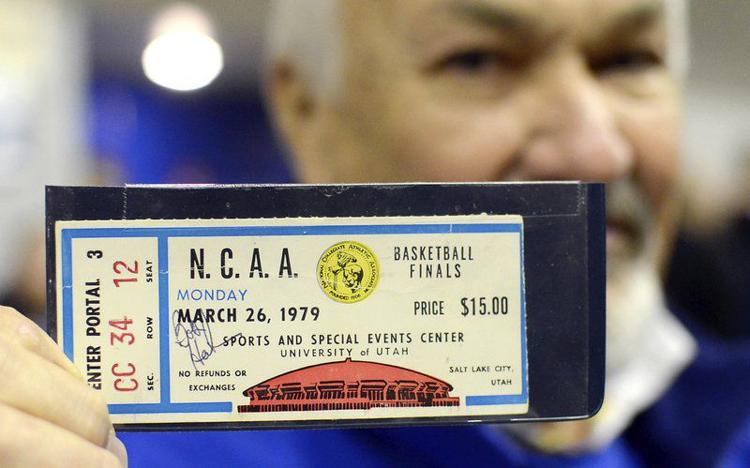 ENTER PORTAL 3
CC 34 12
SEC. ROW SEAT
N.C.A.A.
BASKETBALL
FINALS
MONDAY
MARCH 26, 1979
PRICE $15.00
SPORTS AND SPECIAL EVENTS CENTER
UNIVERSITY of UTAH
NO REFUNDS OR
EXCHANGES
SALT LAKE CITY,
UTAH